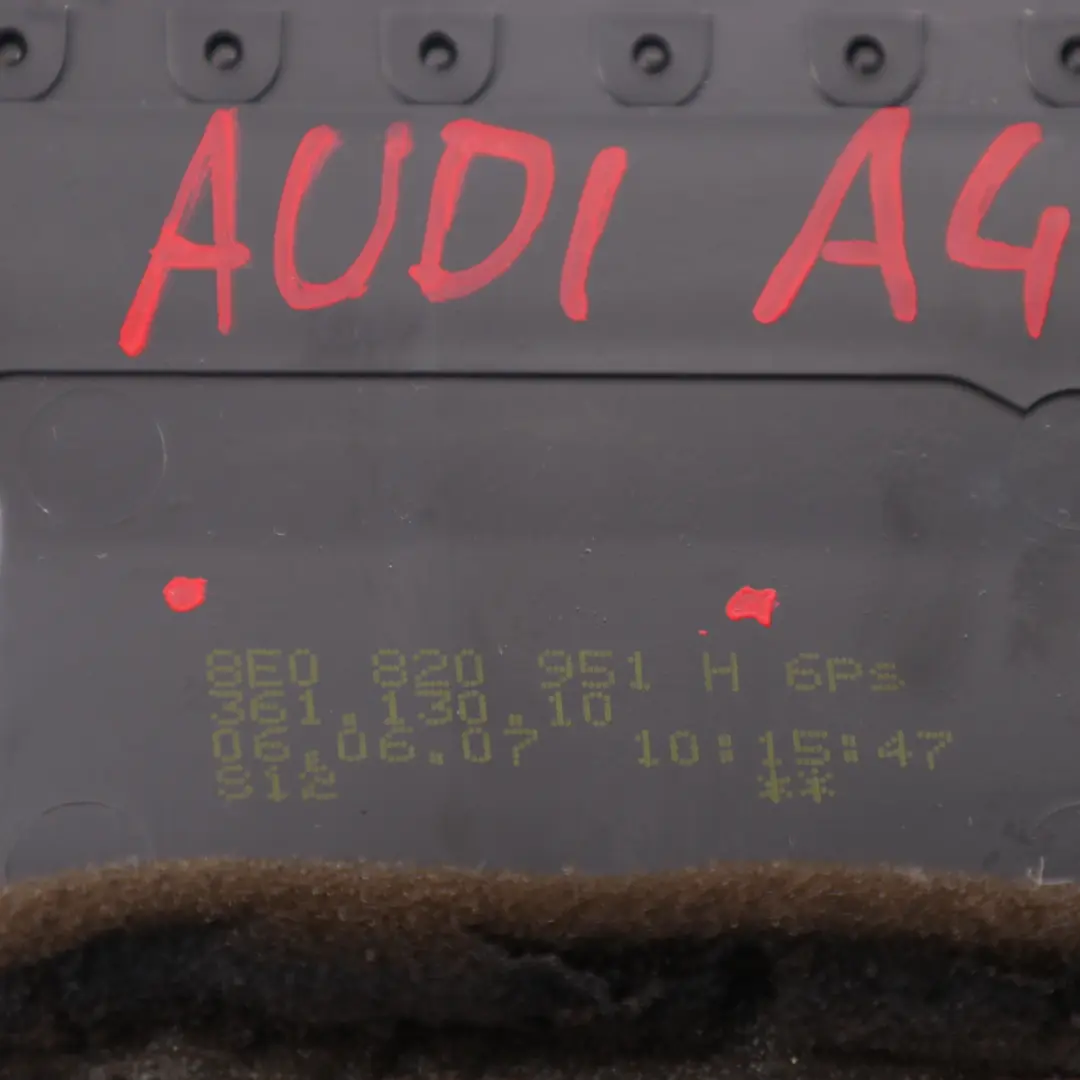 AUDI A4
8E0 820 951 H 6Ps
361.130.10
06.06.07 10:15:47
S12 **